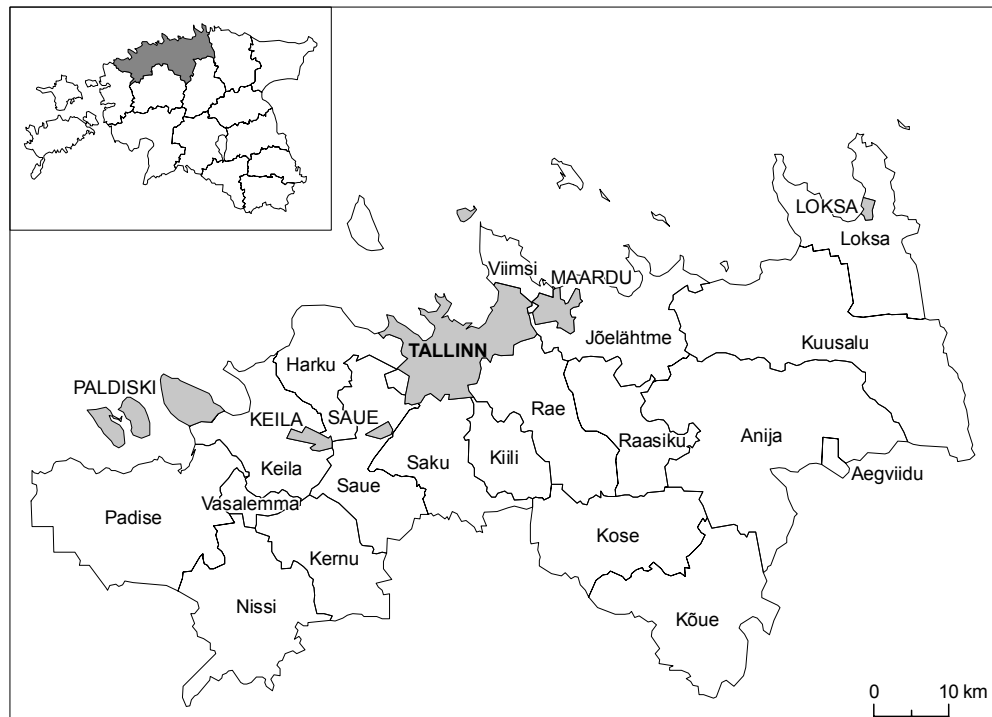 LOKSA
Loksa
Viimsi
MAARDU
Jõelähtme
Kuusalu
TALLINN
Harku
PALDISKI
KEILA
SAUE
Rae
Raasiku
Anija
Aegviidu
Keila
Saue
Saku
Kiili
Vasalemma
Padise
Kernu
Kose
Nissi
Kõue
0 10 km